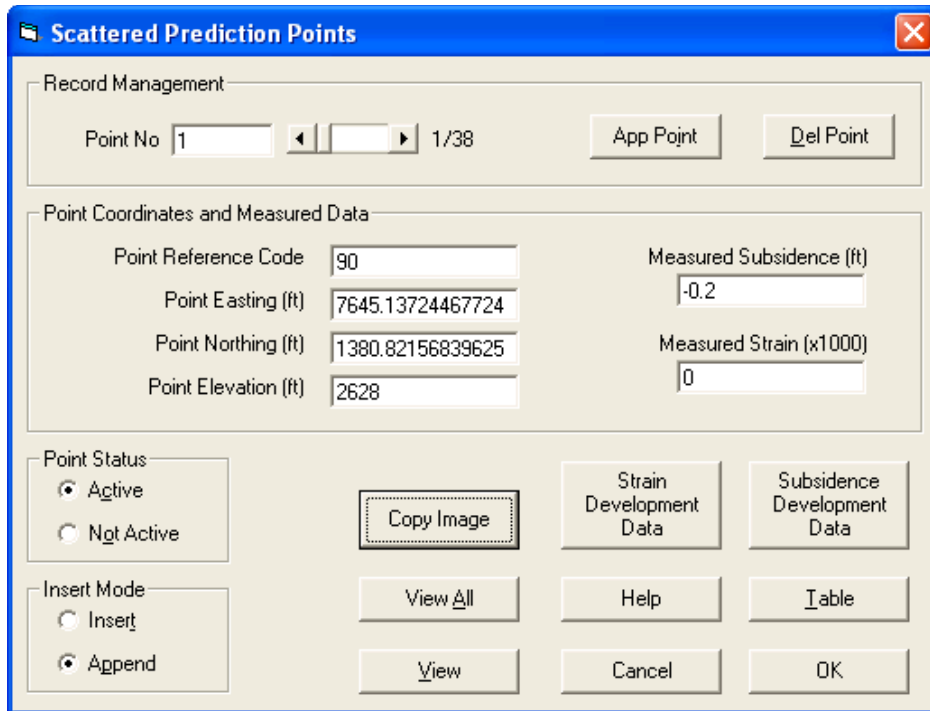 Scattered Prediction Points
Record Management
Point No 1 1/38 App Point Del Point
Point Coordinates and Measured Data
Point Reference Code 90
Point Easting (ft) 7645.13724467724
Point Northing (ft) 1380.82156839625
Point Elevation (ft) 2628
Measured Subsidence (ft)
-0.2
Measured Strain (x1000)
0
Point Status
Active
Not Active
Insert Mode
Insert
Append
Copy Image
Strain
Development
Data
Subsidence
Development
Data
View All
Help
Table
View
Cancel
OK